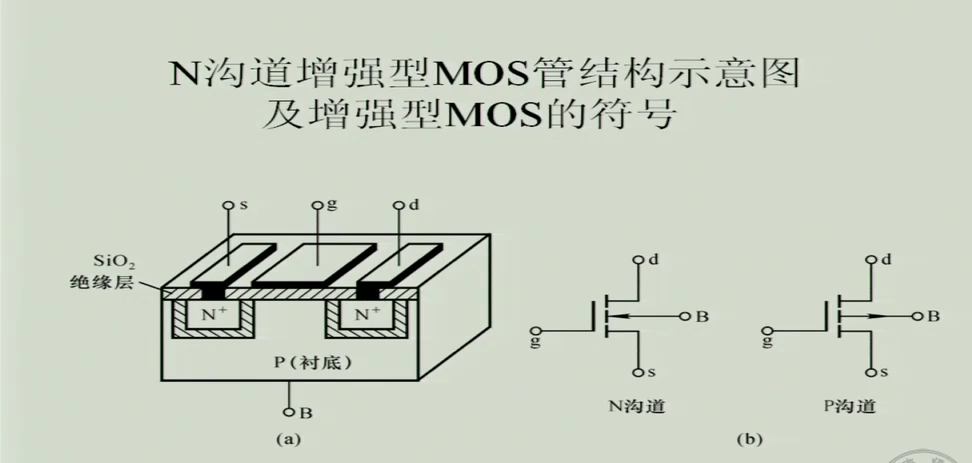 N沟道增强型MOS管结构示意图
及增强型MOS的符号
s g d
SiO₂
绝缘层
N⁺ N⁺
P(衬底)
B
(a)
d d
B B
g g
s s
N沟道 P沟道
(b)